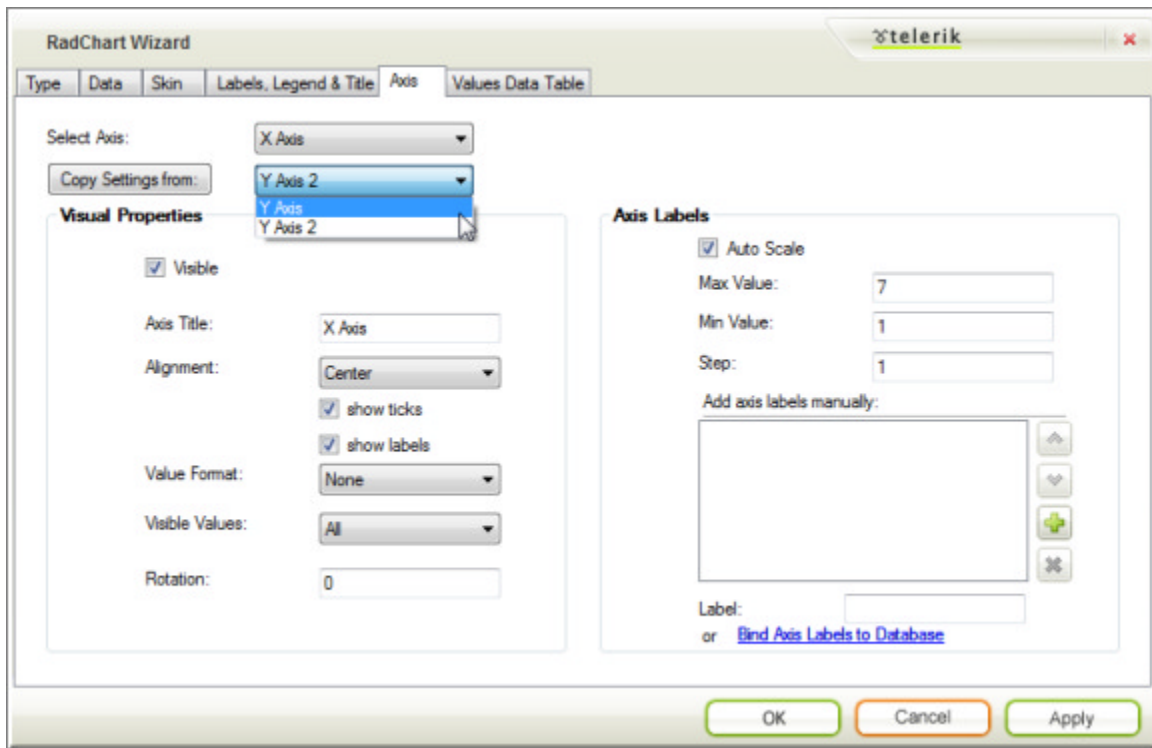 RadChart Wizard
telerik
Type Data Skin Labels, Legend & Title Axis Values Data Table
Select Axis: X Axis
Copy Settings from: Y Axis 2
Y Axis
Y Axis 2
Visual Properties
Visible
Axis Title: X Axis
Alignment: Center
show ticks
show labels
Value Format: None
Visible Values: All
Rotation: 0
Axis Labels
Auto Scale
Max Value: 7
Min Value: 1
Step: 1
Add axis labels manually:
Label:
or Bind Axis Labels to Database
OK Cancel Apply